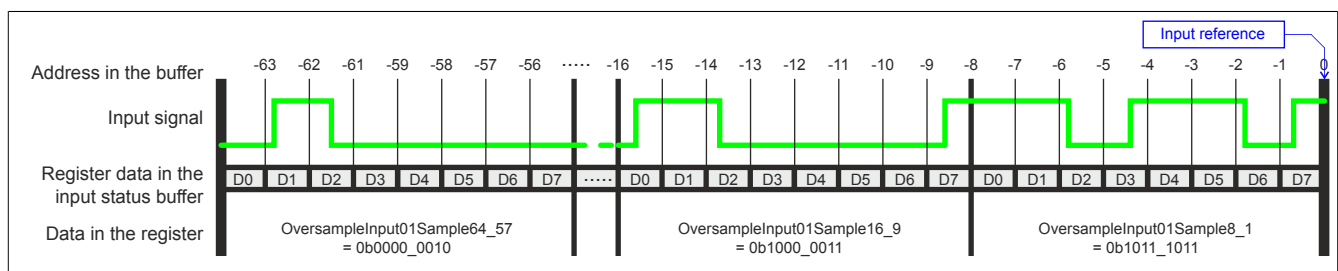 Input reference
Address in the buffer -63 -62 -61 -59 -58 -57 -56 ····· -16 -15 -14 -13 -12 -11 -10 -9 -8 -7 -6 -5 -4 -3 -2 -1 0
Input signal
Register data in the
input status buffer
D0 D1 D2 D3 D4 D5 D6 D7 ····· D0 D1 D2 D3 D4 D5 D6 D7 D0 D1 D2 D3 D4 D5 D6 D7
Data in the register
OversampleInput01Sample64_57
= 0b0000_0010
OversampleInput01Sample16_9
= 0b1000_0011
OversampleInput01Sample8_1
= 0b1011_1011